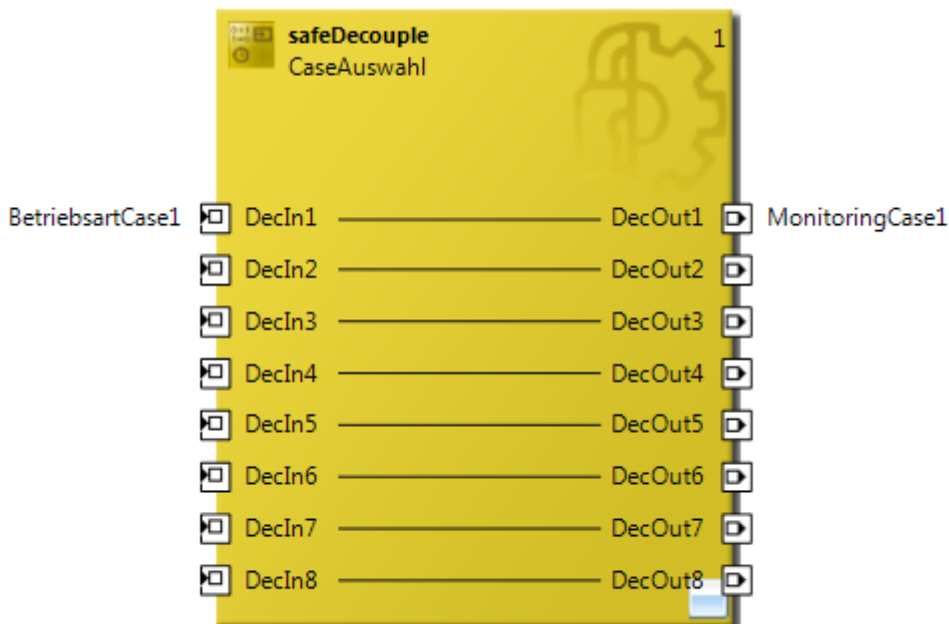 safeDecouple
1
CaseAuswahl
BetriebsartCase1 DecIn1 DecOut1 MonitoringCase1
DecIn2 DecOut2
DecIn3 DecOut3
DecIn4 DecOut4
DecIn5 DecOut5
DecIn6 DecOut6
DecIn7 DecOut7
DecIn8 DecOut8